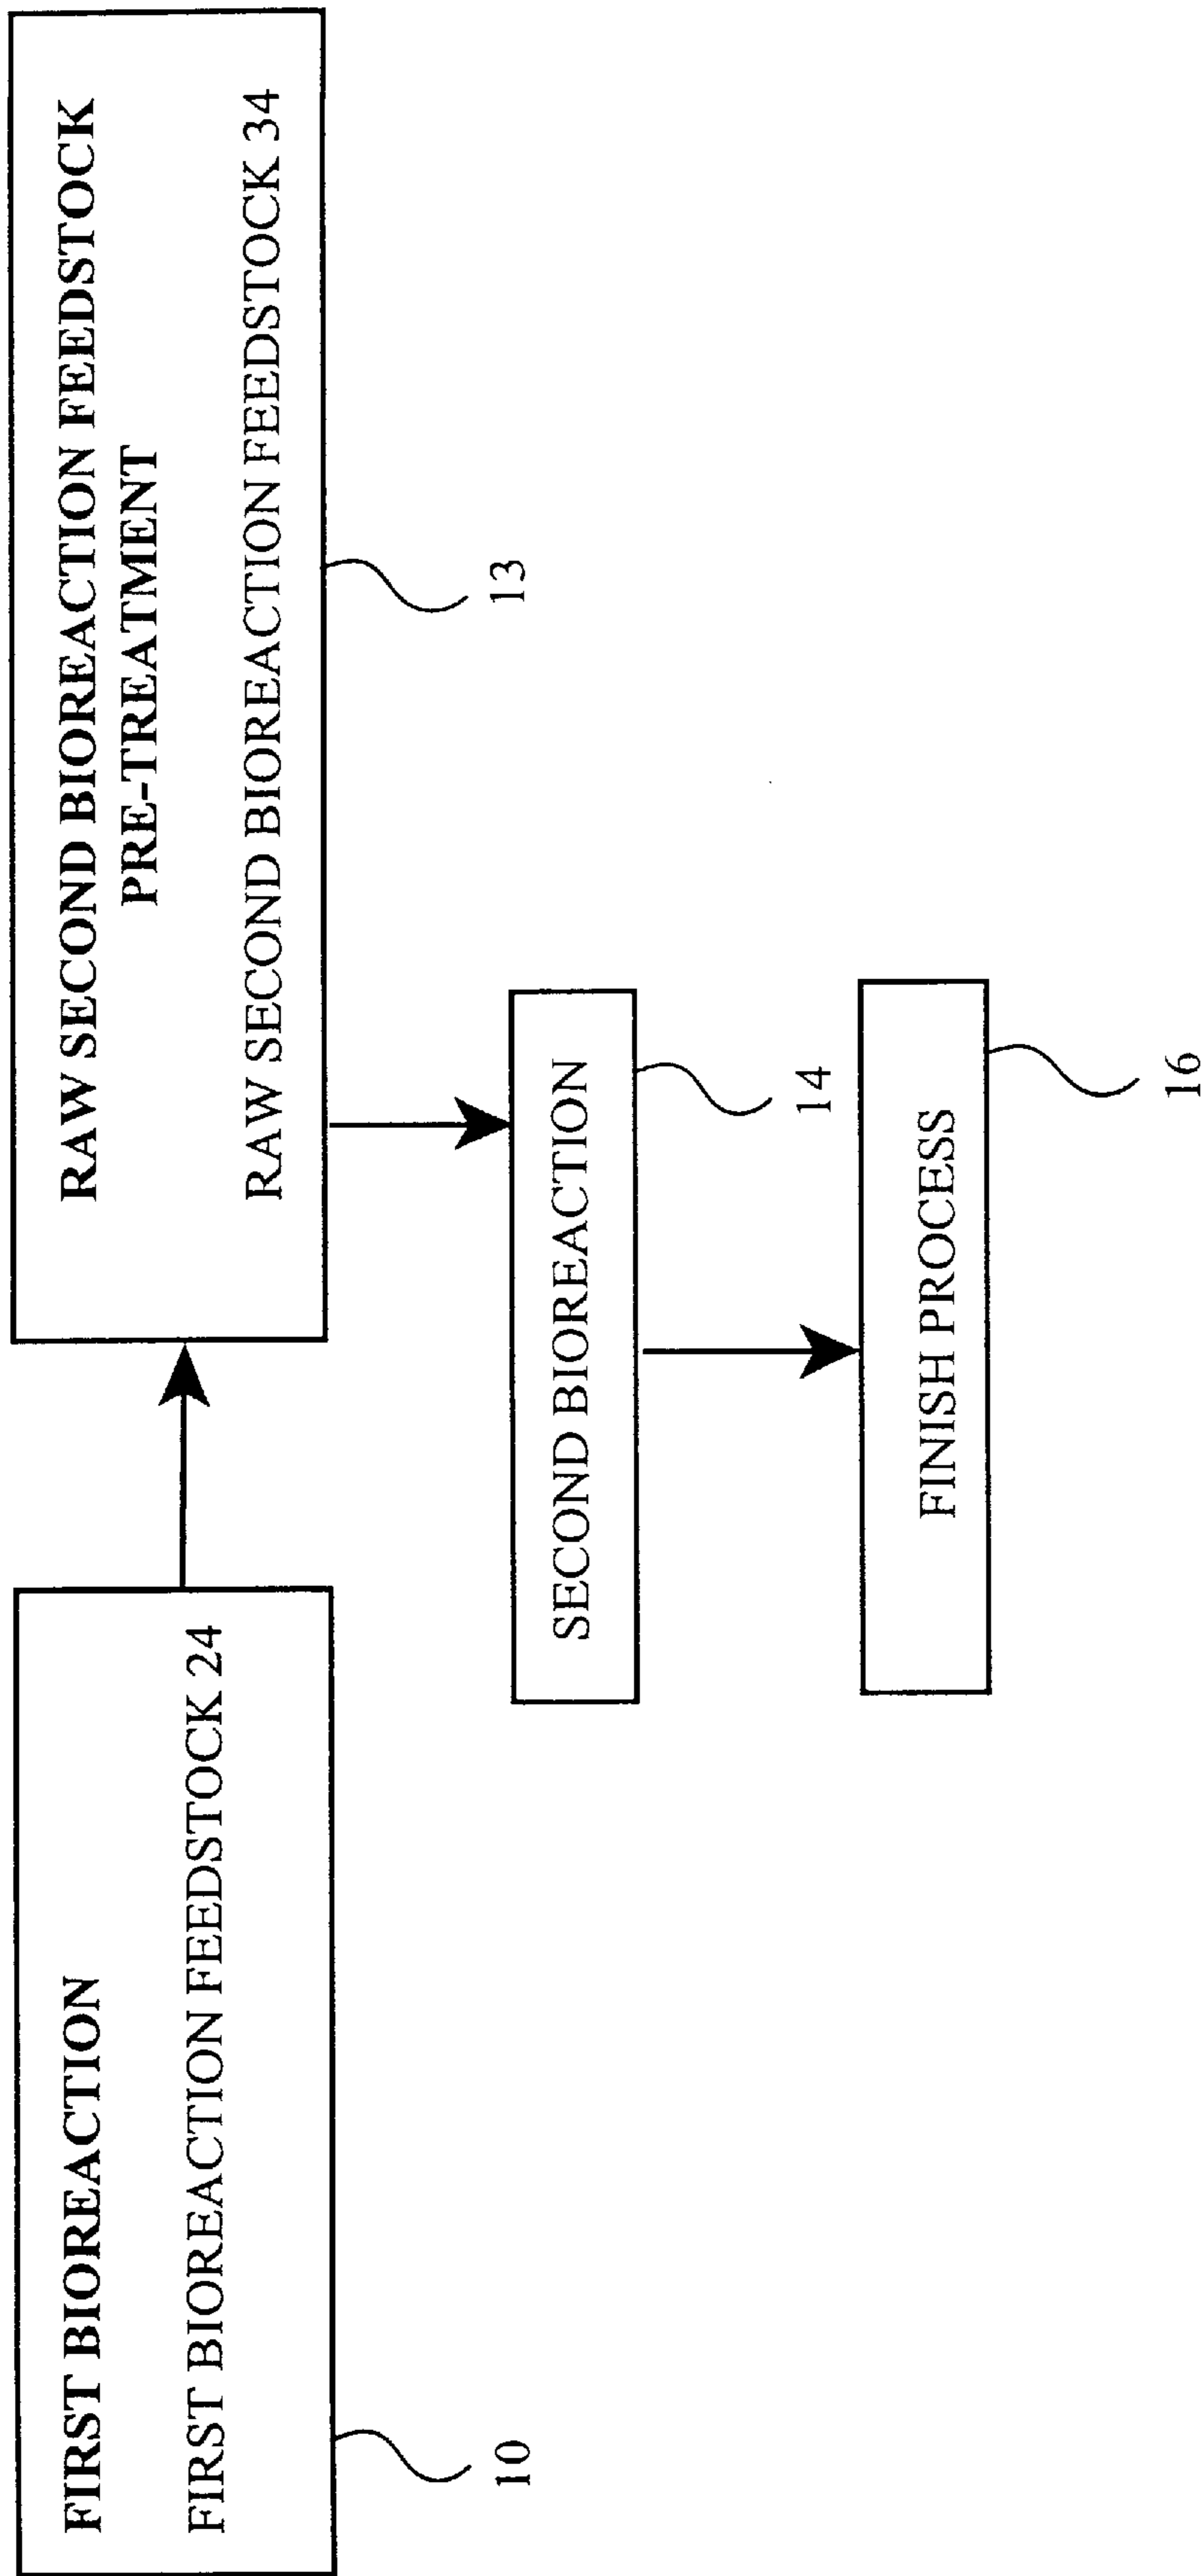 FIRST BIOREACTION
FIRST BIOREACTION FEEDSTOCK 24
10
RAW SECOND BIOREACTION FEEDSTOCK
PRE-TREATMENT
RAW SECOND BIOREACTION FEEDSTOCK 34
13
SECOND BIOREACTION
14
FINISH PROCESS
16